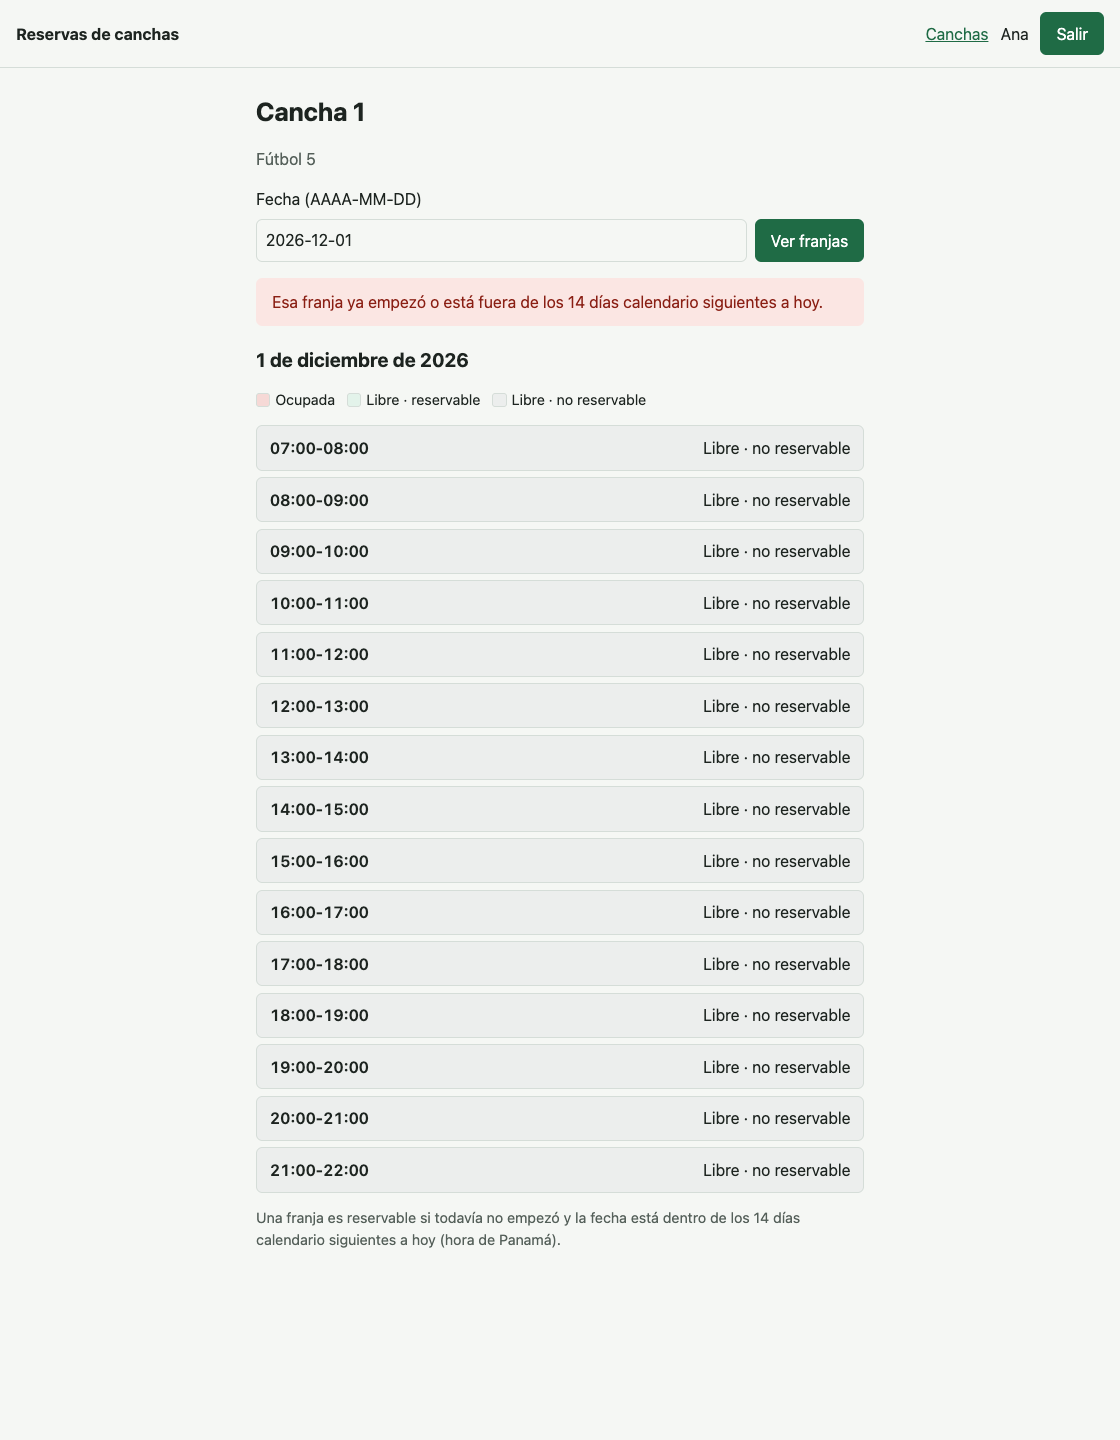 Reservas de canchas
Canchas Ana Salir
Cancha 1
Fútbol 5
Fecha (AAAA-MM-DD)
2026-12-01 Ver franjas
Esa franja ya empezó o está fuera de los 14 días calendario siguientes a hoy.
1 de diciembre de 2026
Ocupada Libre · reservable Libre · no reservable
07:00-08:00 Libre · no reservable
08:00-09:00 Libre · no reservable
09:00-10:00 Libre · no reservable
10:00-11:00 Libre · no reservable
11:00-12:00 Libre · no reservable
12:00-13:00 Libre · no reservable
13:00-14:00 Libre · no reservable
14:00-15:00 Libre · no reservable
15:00-16:00 Libre · no reservable
16:00-17:00 Libre · no reservable
17:00-18:00 Libre · no reservable
18:00-19:00 Libre · no reservable
19:00-20:00 Libre · no reservable
20:00-21:00 Libre · no reservable
21:00-22:00 Libre · no reservable
Una franja es reservable si todavía no empezó y la fecha está dentro de los 14 días
calendario siguientes a hoy (hora de Panamá).